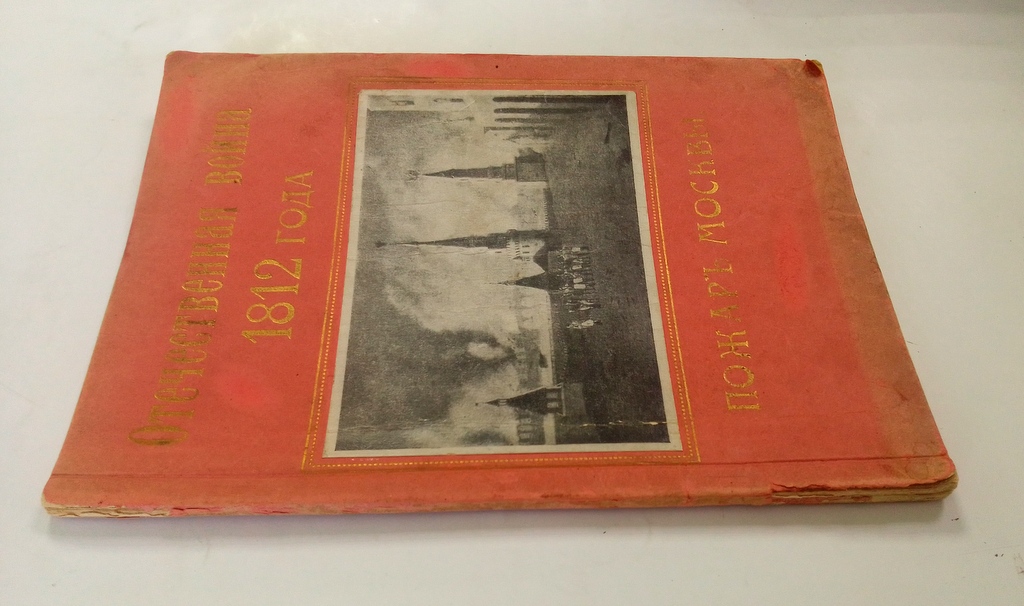 Отечественная война
1812 ГОДА
ПОЖАРЪ МОСКВЫ